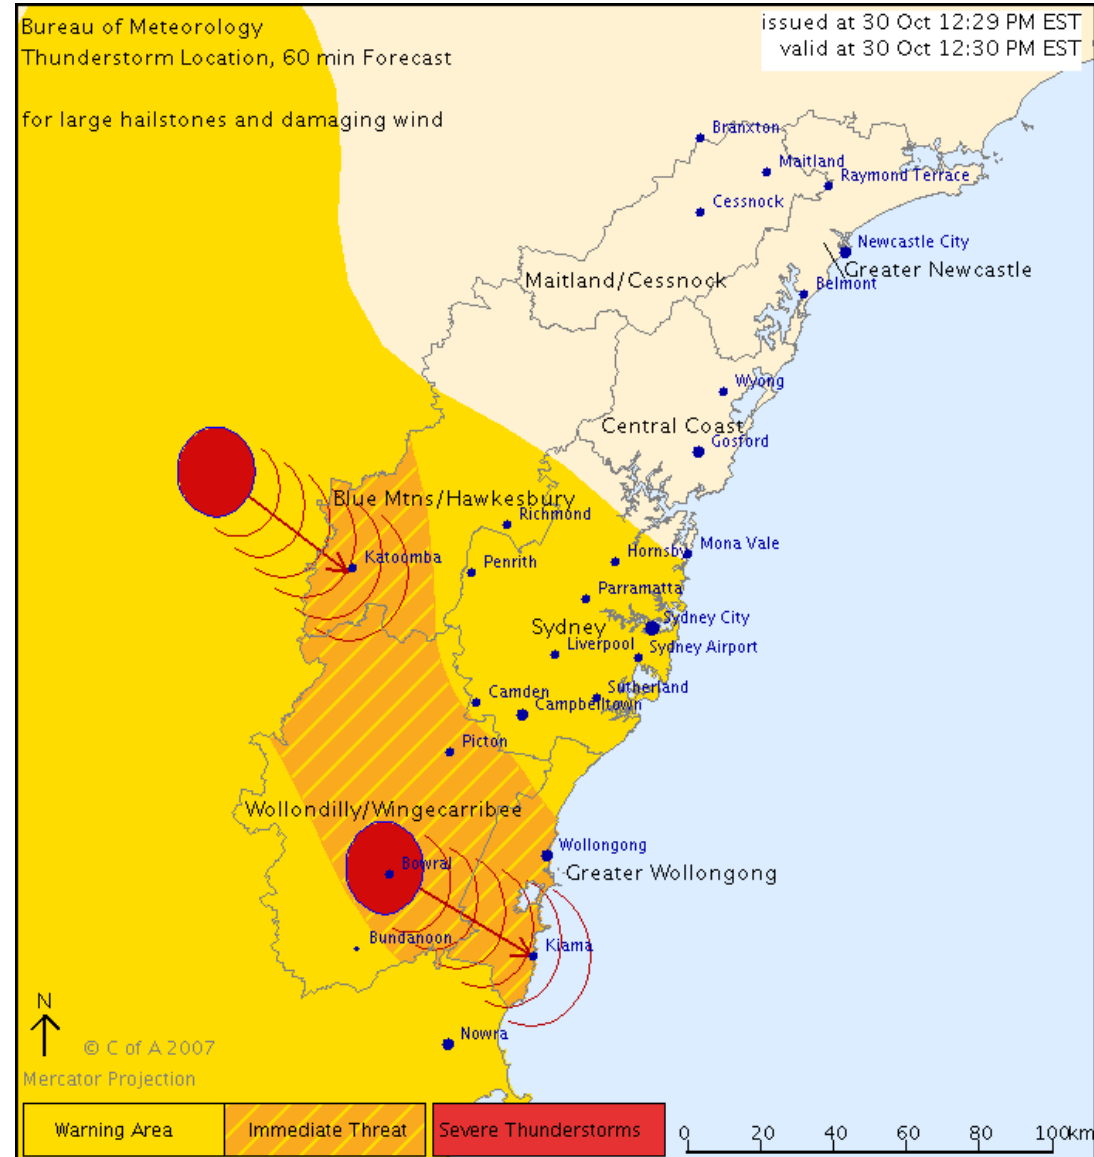 Bureau of Meteorology
Thunderstorm Location, 60 min Forecast
for large hailstones and damaging wind
issued at 30 Oct 12:29 PM EST
valid at 30 Oct 12:30 PM EST
Branxton
Maitland
Raymond Terrace
Cessnock
Newcastle City
Greater Newcastle
Maitland/Cessnock
Belmont
Wyong
Central Coast
Gosford
Blue Mtns/Hawkesbury
Richmond
Mona Vale
Hornsby
Katoomba
Penrith
Parramatta
Sydney City
Sydney
Liverpool
Sydney Airport
Camden
Sutherland
Campbelltown
Picton
Wollondilly/Wingecarribee
Wollongong
Bowral
Greater Wollongong
Bundanoon
Kiama
N
Nowra
© C of A 2007
Mercator Projection
Warning Area
Immediate Threat
Severe Thunderstorms
0 20 40 60 80 100km